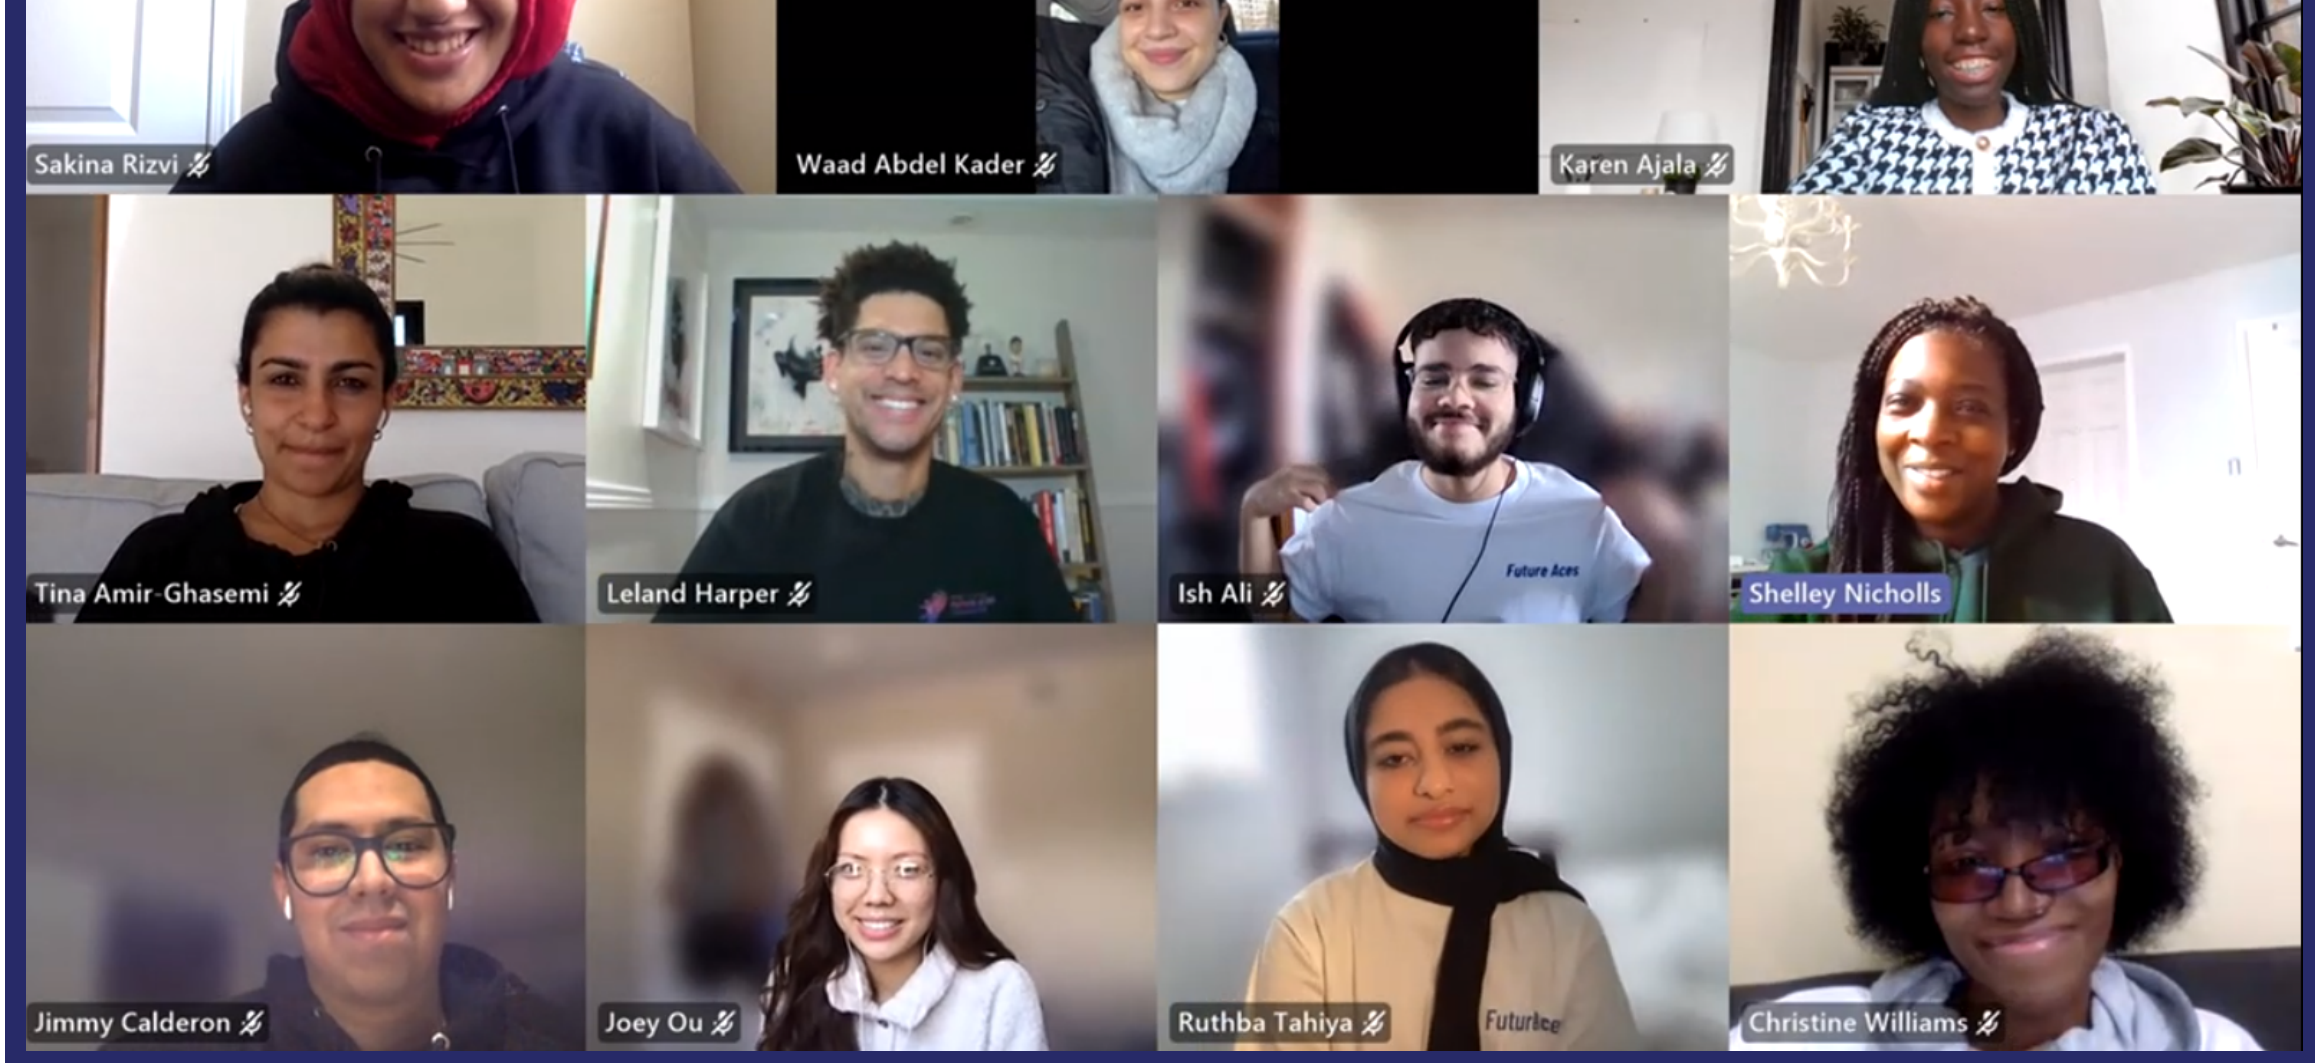 Sakina Rizvi
Waad Abdel Kader
Karen Ajala
Tina Amir-Ghasemi
Leland Harper
Ish Ali
Future Aces
Shelley Nicholls
Jimmy Calderon
Joey Ou
Ruthba Tahiya
Christine Williams